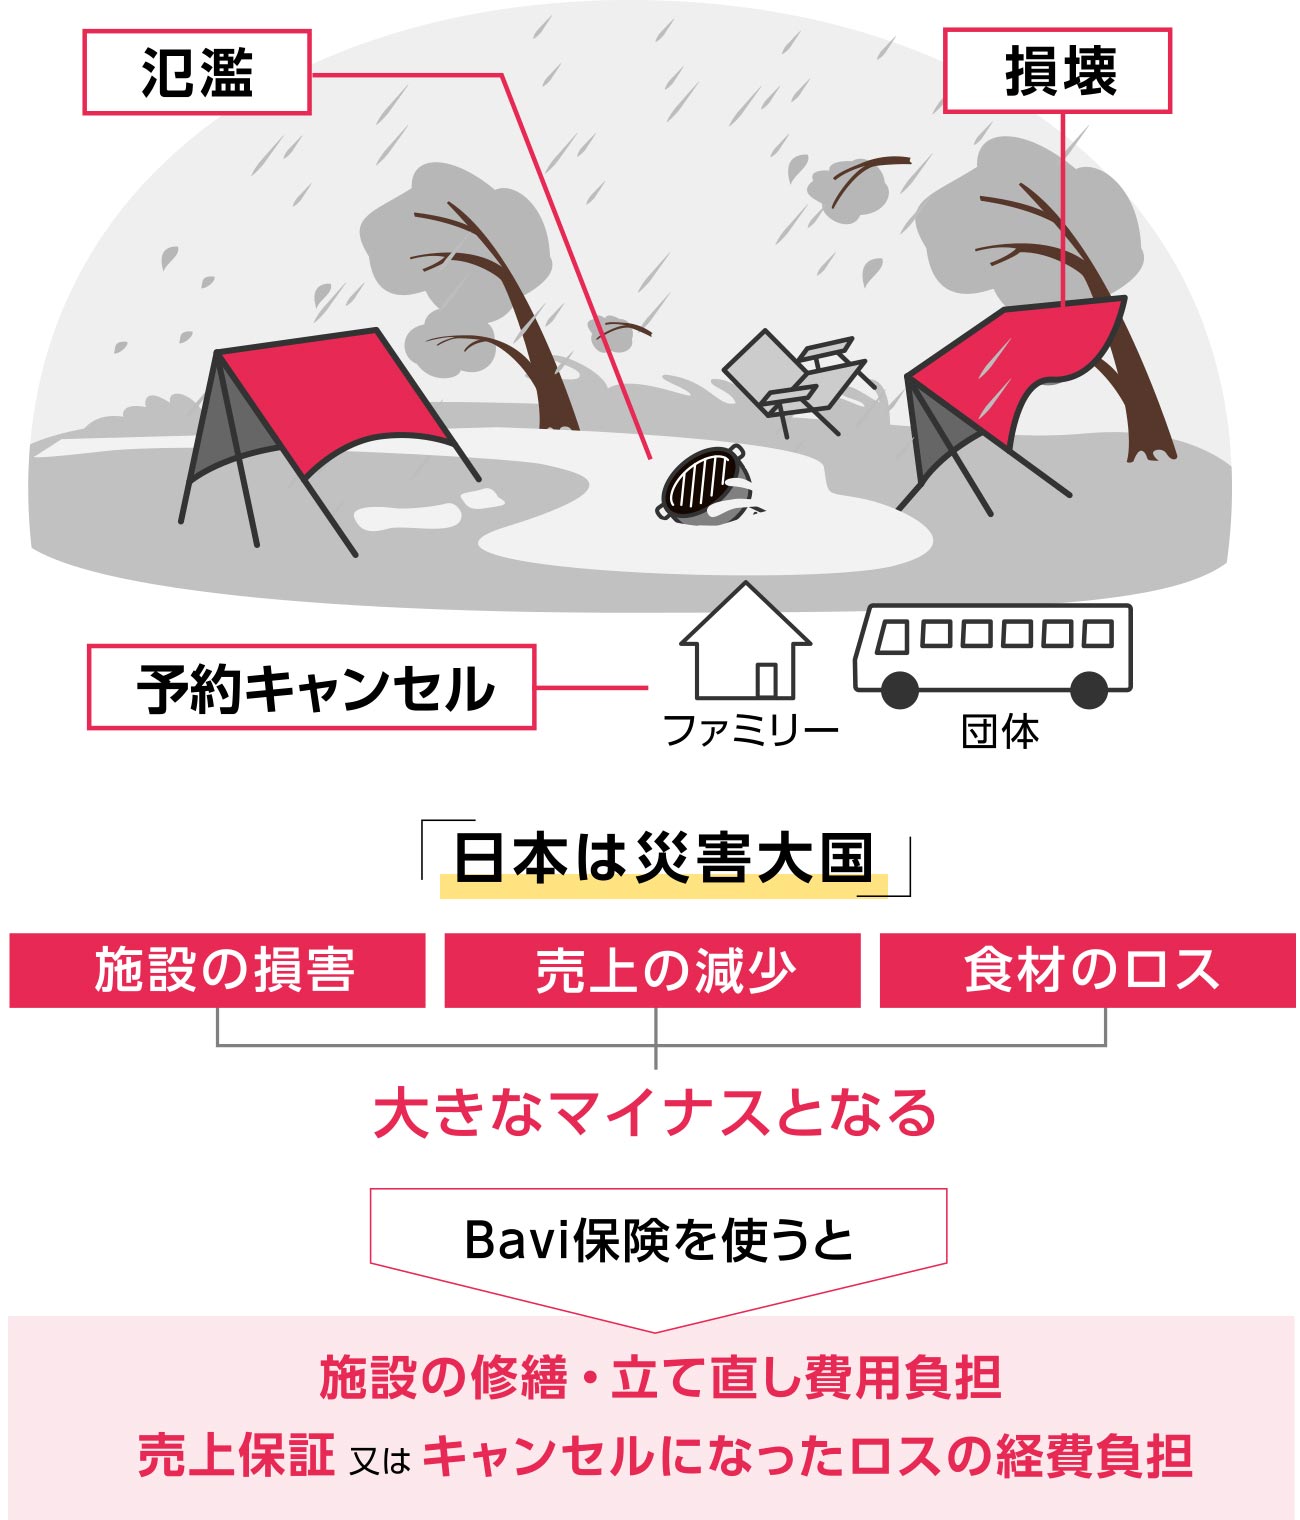 氾濫
損壊
予約キャンセル
ファミリー
団体
「日本は災害大国」
施設の損害
売上の減少
食材のロス
大きなマイナスとなる
Bavi保険を使うと
施設の修繕・立て直し費用負担
売上保証 又は キャンセルになったロスの経費負担